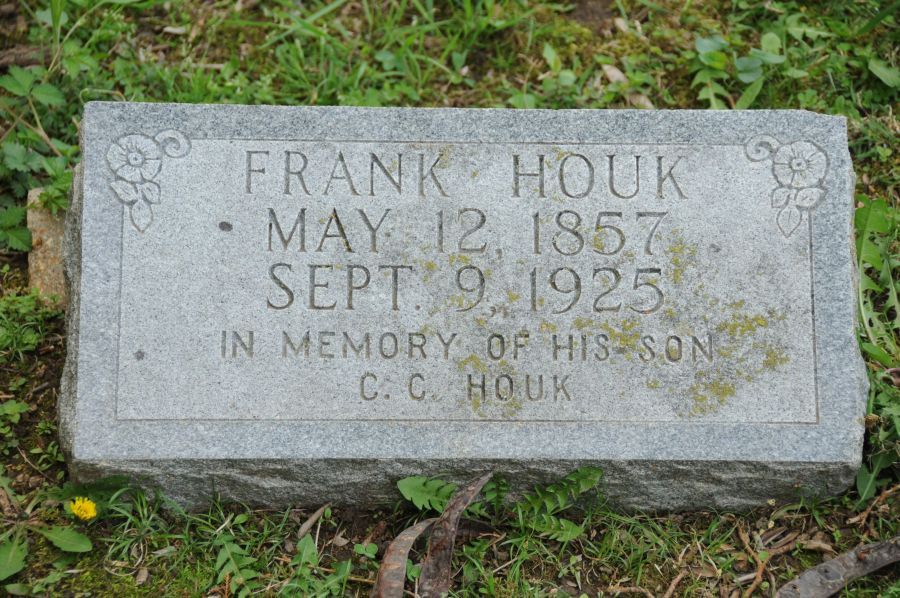 FRANK HOUK
MAY 12, 1857
SEPT. 9, 1925
IN MEMORY OF HIS SON
C. C. HOUK